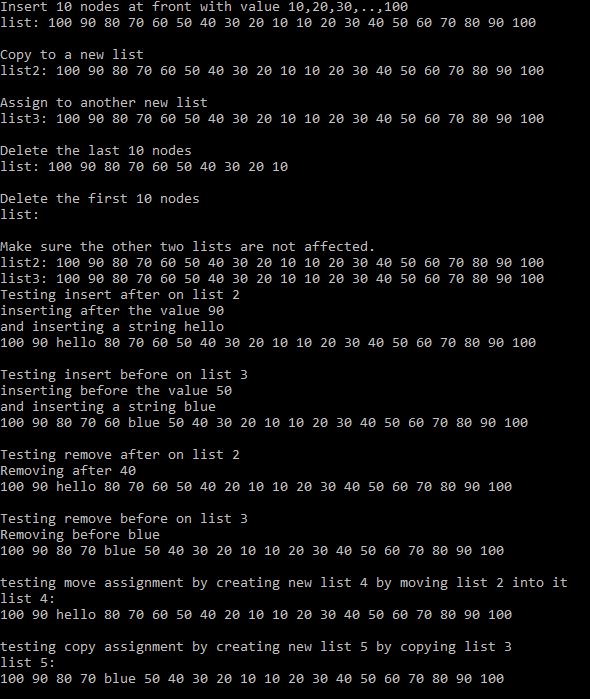 Insert 10 nodes at front with value 10,20,30,..,100
list: 100 90 80 70 60 50 40 30 20 10 10 20 30 40 50 60 70 80 90 100
Copy to a new list
list2: 100 90 80 70 60 50 40 30 20 10 10 20 30 40 50 60 70 80 90 100
Assign to another new list
list3: 100 90 80 70 60 50 40 30 20 10 10 20 30 40 50 60 70 80 90 100
Delete the last 10 nodes
list: 100 90 80 70 60 50 40 30 20 10
Delete the first 10 nodes
list:
Make sure the other two lists are not affected.
list2: 100 90 80 70 60 50 40 30 20 10 10 20 30 40 50 60 70 80 90 100
list3: 100 90 80 70 60 50 40 30 20 10 10 20 30 40 50 60 70 80 90 100
Testing insert after on list 2
inserting after the value 90
and inserting a string hello
100 90 hello 80 70 60 50 40 30 20 10 10 20 30 40 50 60 70 80 90 100
Testing insert before on list 3
inserting before the value 50
and inserting a string blue
100 90 80 70 60 blue 50 40 30 20 10 10 20 30 40 50 60 70 80 90 100
Testing remove after on list 2
Removing after 40
100 90 hello 80 70 60 50 40 20 10 10 20 30 40 50 60 70 80 90 100
Testing remove before on list 3
Removing before blue
100 90 80 70 blue 50 40 30 20 10 10 20 30 40 50 60 70 80 90 100
testing move assignment by creating new list 4 by moving list 2 into it
list 4:
100 90 hello 80 70 60 50 40 20 10 10 20 30 40 50 60 70 80 90 100
testing copy assignment by creating new list 5 by copying list 3
list 5:
100 90 80 70 blue 50 40 30 20 10 10 20 30 40 50 60 70 80 90 100